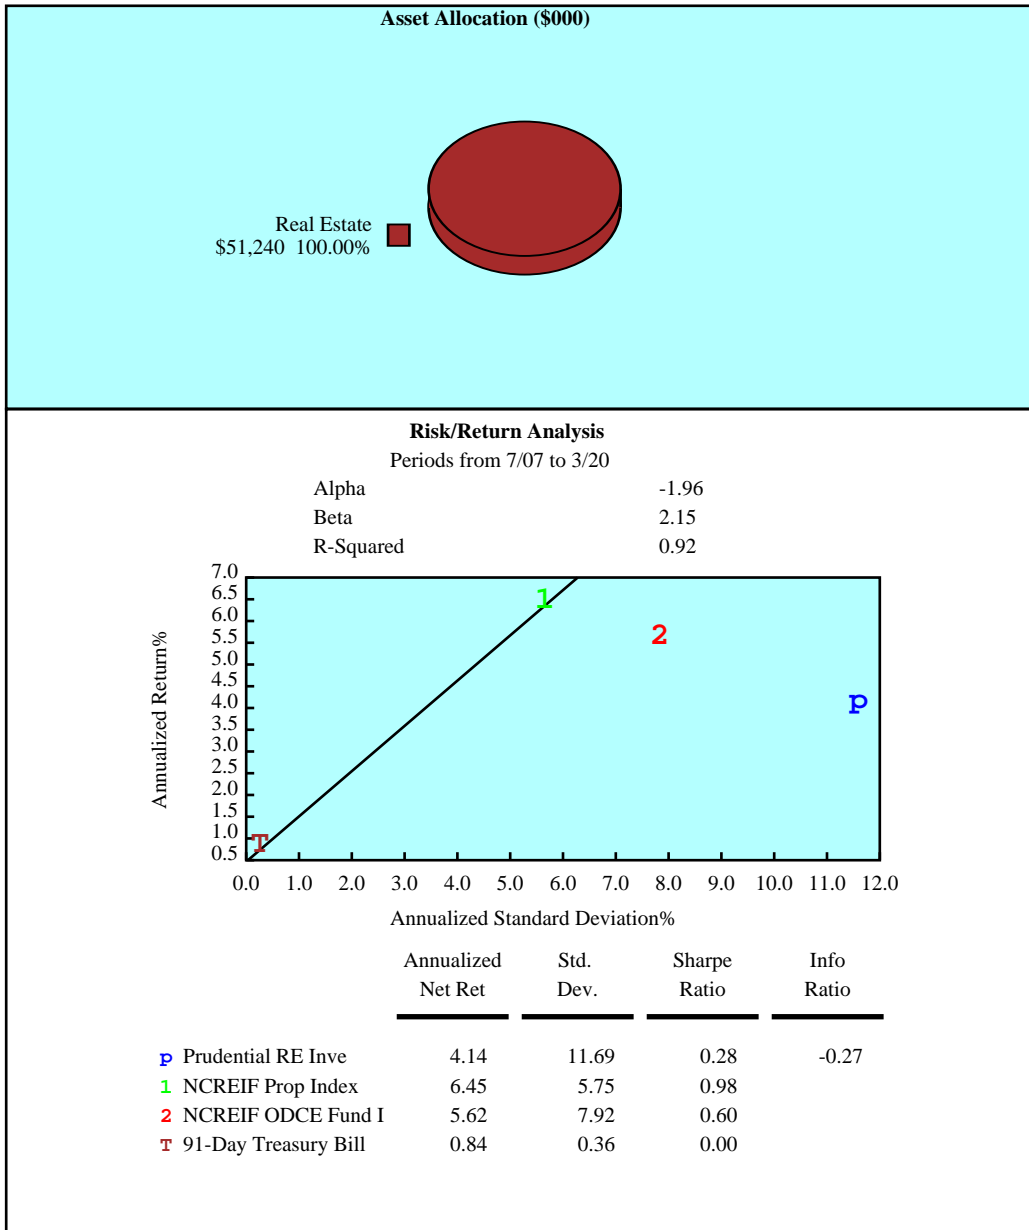 Asset Allocation ($000)
Real Estate
$51,240 100.00%
Risk/Return Analysis
Periods from 7/07 to 3/20
Alpha -1.96
Beta 2.15
R-Squared 0.92
Annualized Return%
7.0
6.5
6.0
5.5
5.0
4.5
4.0
3.5
3.0
2.5
2.0
1.5
1.0
0.5
1
2
p
T
0.0 1.0 2.0 3.0 4.0 5.0 6.0 7.0 8.0 9.0 10.0 11.0 12.0
Annualized Standard Deviation%
Annualized Std. Sharpe Info
Net Ret Dev. Ratio Ratio
p Prudential RE Inve 4.14 11.69 0.28 -0.27
1 NCREIF Prop Index 6.45 5.75 0.98
2 NCREIF ODCE Fund I 5.62 7.92 0.60
T 91-Day Treasury Bill 0.84 0.36 0.00